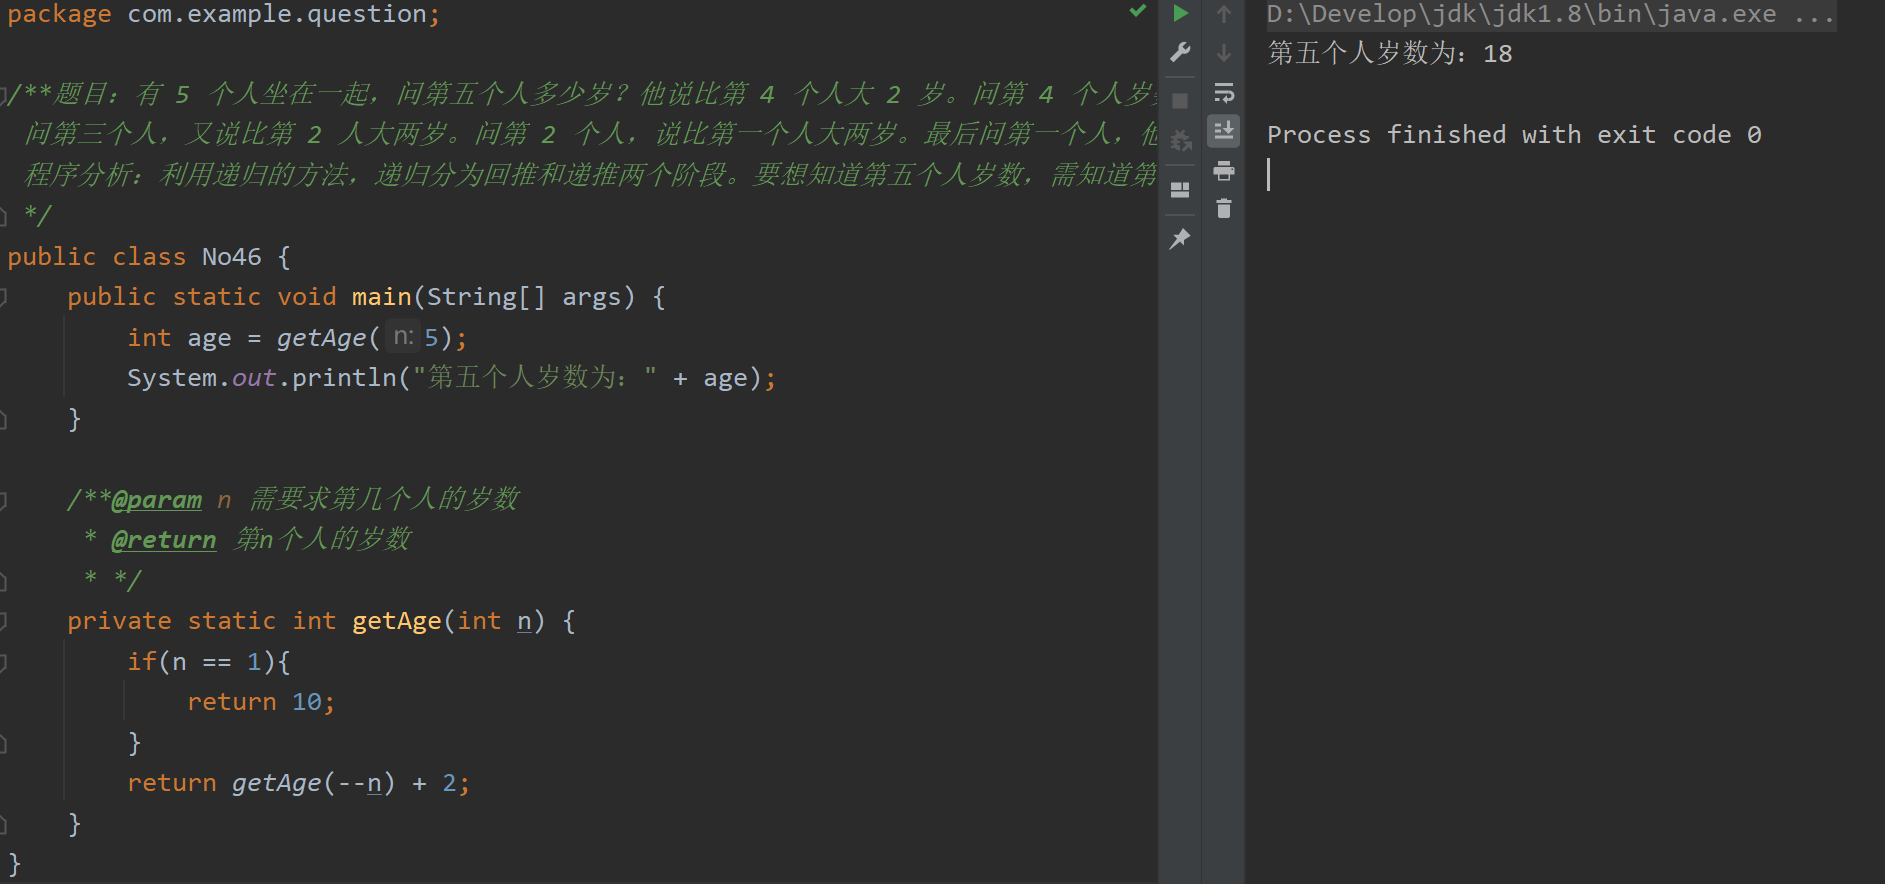 package com.example.question;
/**题目：有 5 个人坐在一起，问第五个人多少岁？他说比第 4 个人大 2 岁。问第 4 个人岁
问第三个人，又说比第 2 人大两岁。问第 2 个人，说比第一个人大两岁。最后问第一个人，
程序分析：利用递归的方法，递归分为回推和递推两个阶段。要想知道第五个人岁数，需知道第
*/
public class No46 {
public static void main(String[] args) {
int age = getAge( n: 5);
System.out.println("第五个人岁数为：" + age);
}
/**@param n 需要求第几个人的岁数
* @return 第n个人的岁数
* */
private static int getAge(int n) {
if(n == 1){
return 10;
}
return getAge(--n) + 2;
}
}
D:\Develop\jdk\jdk1.8\bin\java.exe ...
第五个人岁数为：18
Process finished with exit code 0